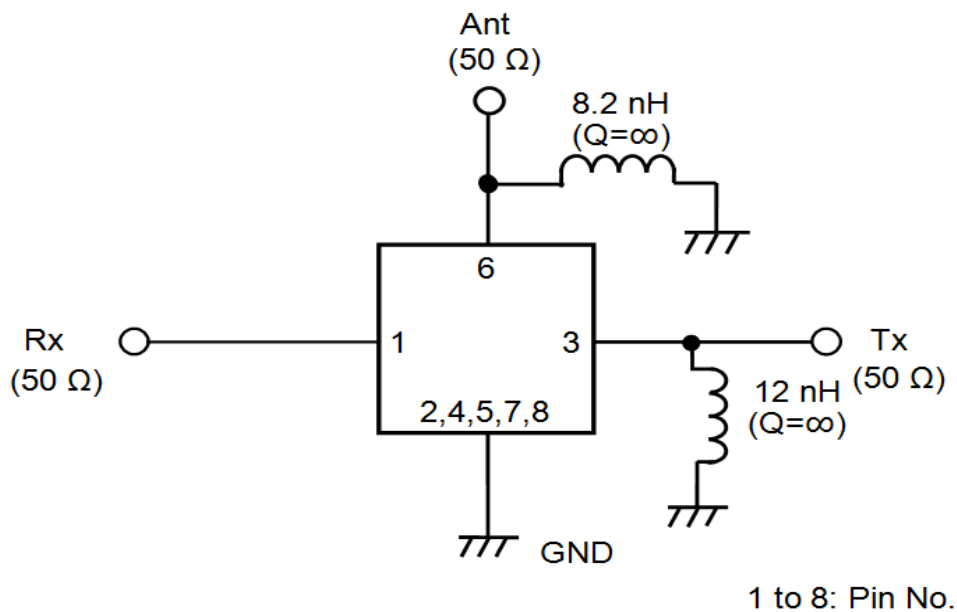 Ant
(50 Ω)
8.2 nH
(Q=∞)
6
Rx
(50 Ω)
1
3
Tx
(50 Ω)
12 nH
(Q=∞)
2,4,5,7,8
GND
1 to 8: Pin No.